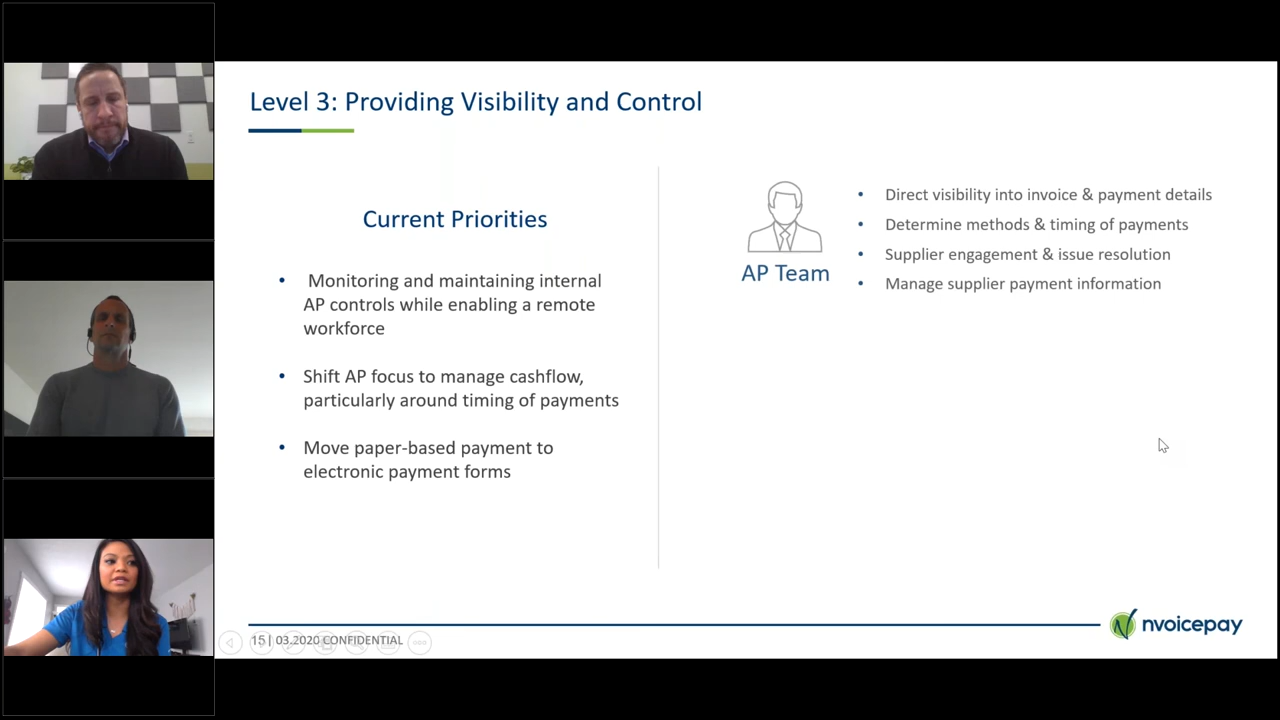 Level 3: Providing Visibility and Control
Current Priorities
• Monitoring and maintaining internal
AP controls while enabling a remote
workforce
• Shift AP focus to manage cashflow,
particularly around timing of payments
• Move paper-based payment to
electronic payment forms
AP Team
• Direct visibility into invoice & payment details
• Determine methods & timing of payments
• Supplier engagement & issue resolution
• Manage supplier payment information
15 | 03.2020 CONFIDENTIAL
nvoicepay